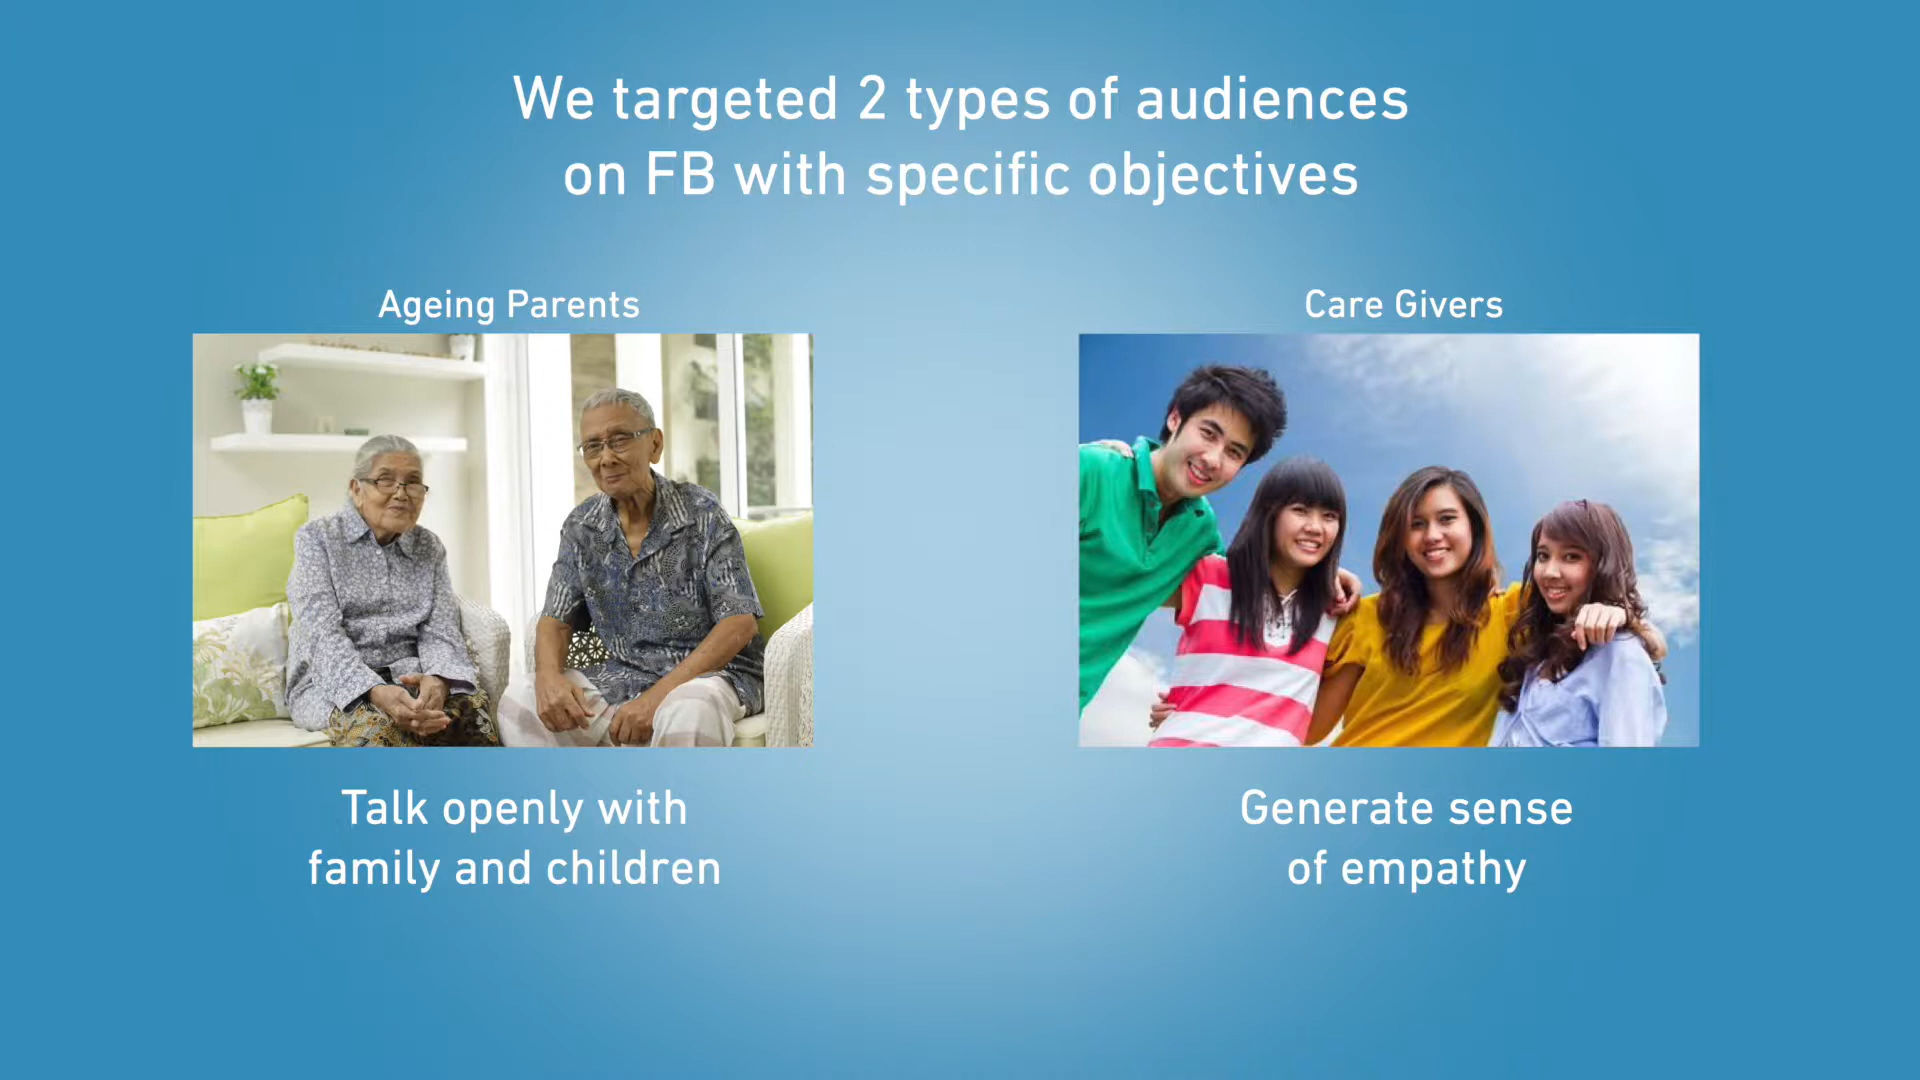 We targeted 2 types of audiences
on FB with specific objectives
Ageing Parents
Care Givers
Talk openly with
family and children
Generate sense
of empathy